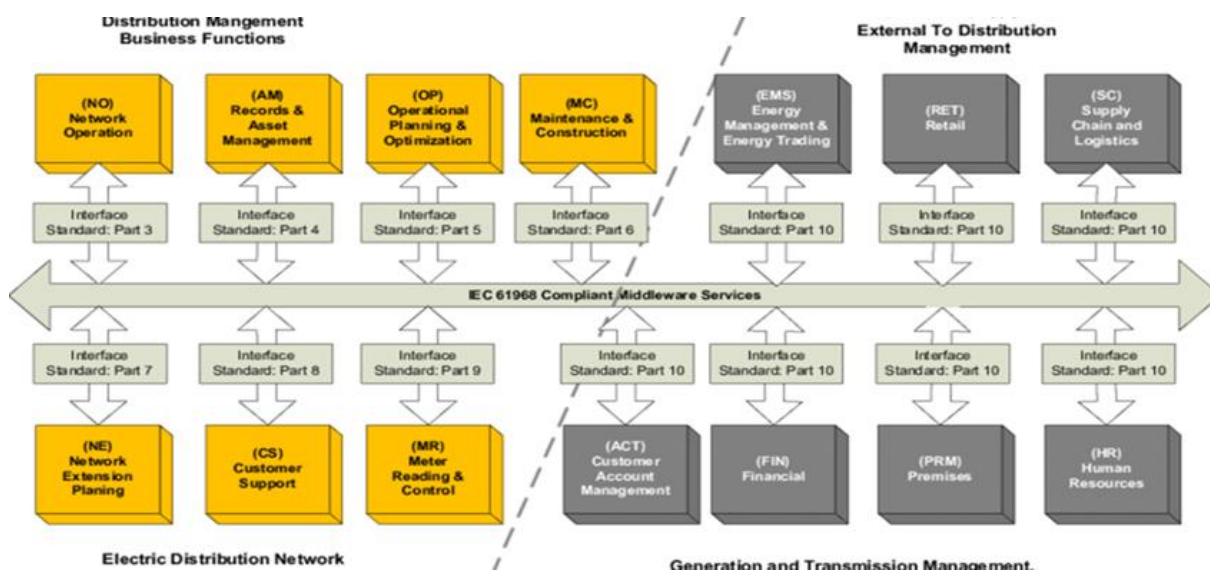 Distribution Mangement
Business Functions
External To Distribution
Management
(NO)
Network
Operation
(AM)
Records &
Asset
Management
(OP)
Operational
Planning &
Optimization
(MC)
Maintenance &
Construction
(EMS)
Energy
Management &
Energy Trading
(RET)
Retail
(SC)
Supply
Chain and
Logistics
Interface
Standard: Part 3
Interface
Standard: Part 4
Interface
Standard: Part 5
Interface
Standard: Part 6
Interface
Standard: Part 10
Interface
Standard: Part 10
Interface
Standard: Part 10
IEC 61968 Compliant Middleware Services
Interface
Standard: Part 7
Interface
Standard: Part 8
Interface
Standard: Part 9
Interface
Standard: Part 10
Interface
Standard: Part 10
Interface
Standard: Part 10
Interface
Standard: Part 10
(NE)
Network
Extension
Planing
(CS)
Customer
Support
(MR)
Meter
Reading &
Control
(ACT)
Customer
Account
Management
(FIN)
Financial
(PRM)
Premises
(HR)
Human
Resources
Electric Distribution Network
Generation and Transmission Management,